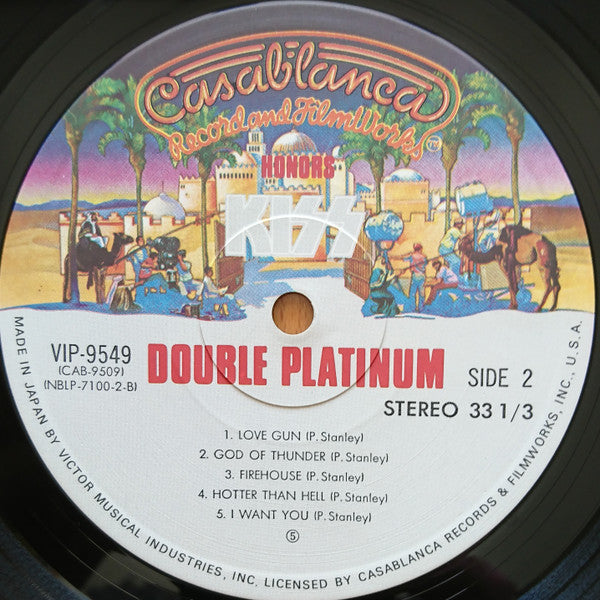 Casablanca
Record and FilmWorks TM
HONORS
KISS
VIP-9549
(CAB-9509)
(NBLP-7100-2-B)
DOUBLE PLATINUM
SIDE 2
STEREO 33 1/3
1. LOVE GUN (P. Stanley)
2. GOD OF THUNDER (P. Stanley)
3. FIREHOUSE (P. Stanley)
4. HOTTER THAN HELL (P. Stanley)
5. I WANT YOU (P. Stanley)
⑤
MADE IN JAPAN BY VICTOR MUSICAL INDUSTRIES, INC. LICENSED BY CASABLANCA RECORDS & FILMWORKS, INC., U.S.A.